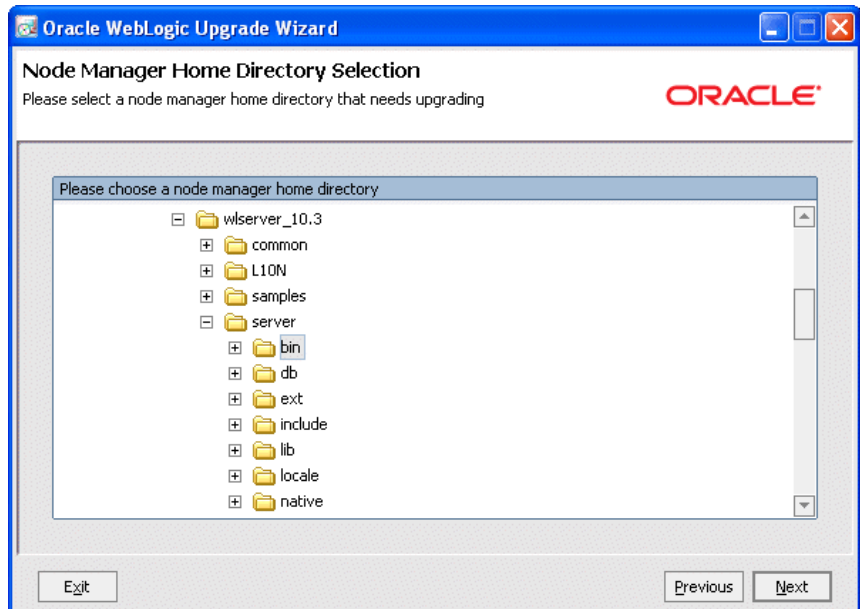 Oracle WebLogic Upgrade Wizard
Node Manager Home Directory Selection
Please select a node manager home directory that needs upgrading
ORACLE
Please choose a node manager home directory
wlserver_10.3
common
L10N
samples
server
bin
db
ext
include
lib
locale
native
Exit
Previous
Next